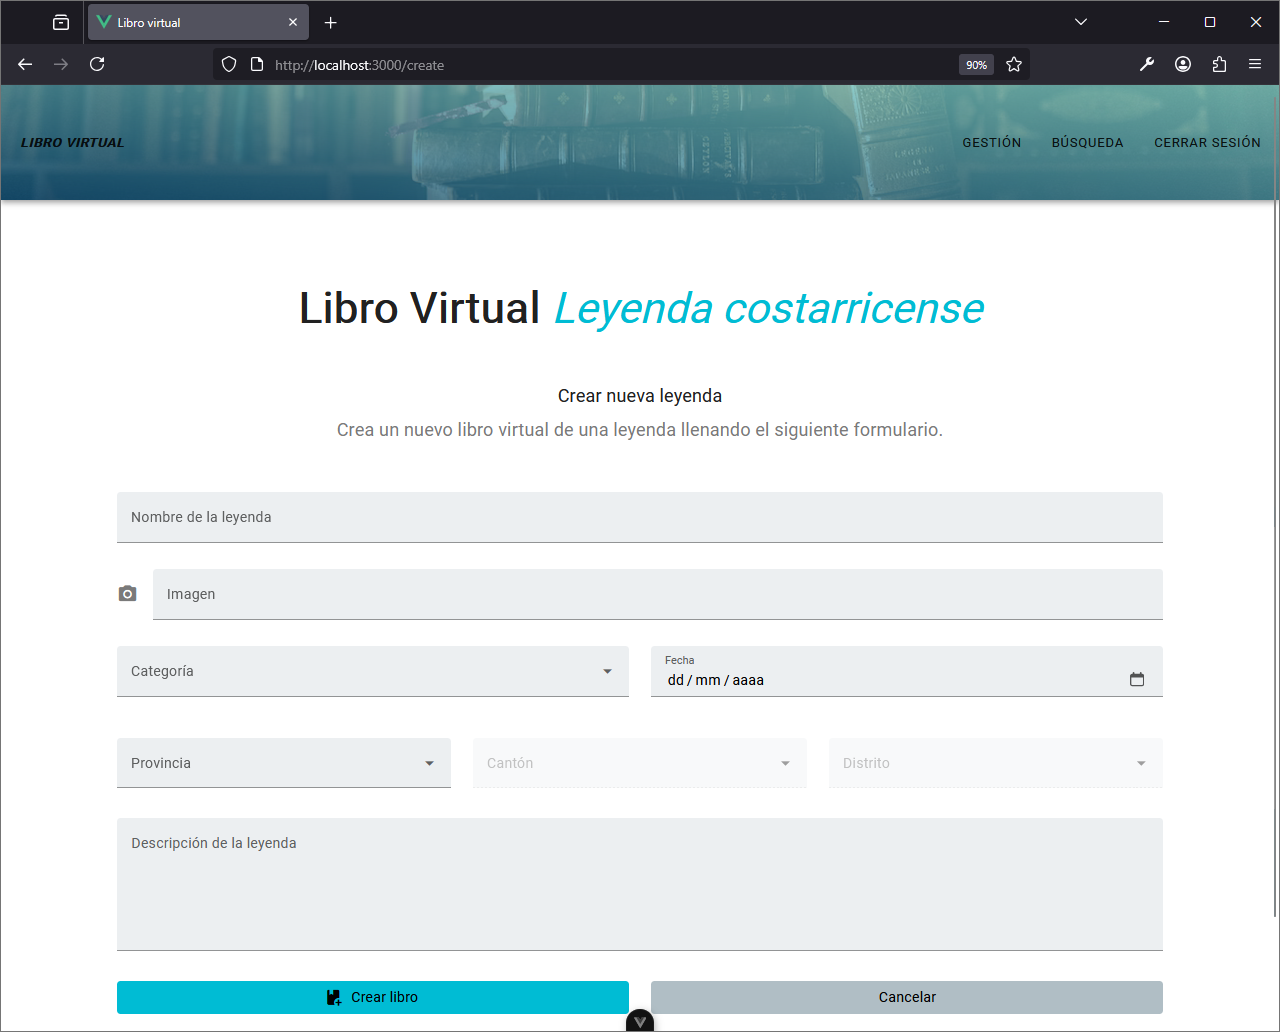 Libro virtual
http://localhost:3000/create
90%
LIBRO VIRTUAL
GESTIÓN
BÚSQUEDA
CERRAR SESIÓN
Libro Virtual Leyenda costarricense
Crear nueva leyenda
Crea un nuevo libro virtual de una leyenda llenando el siguiente formulario.
Nombre de la leyenda
Imagen
Categoría
Fecha
dd / mm / aaaa
Provincia
Cantón
Distrito
Descripción de la leyenda
Crear libro
Cancelar